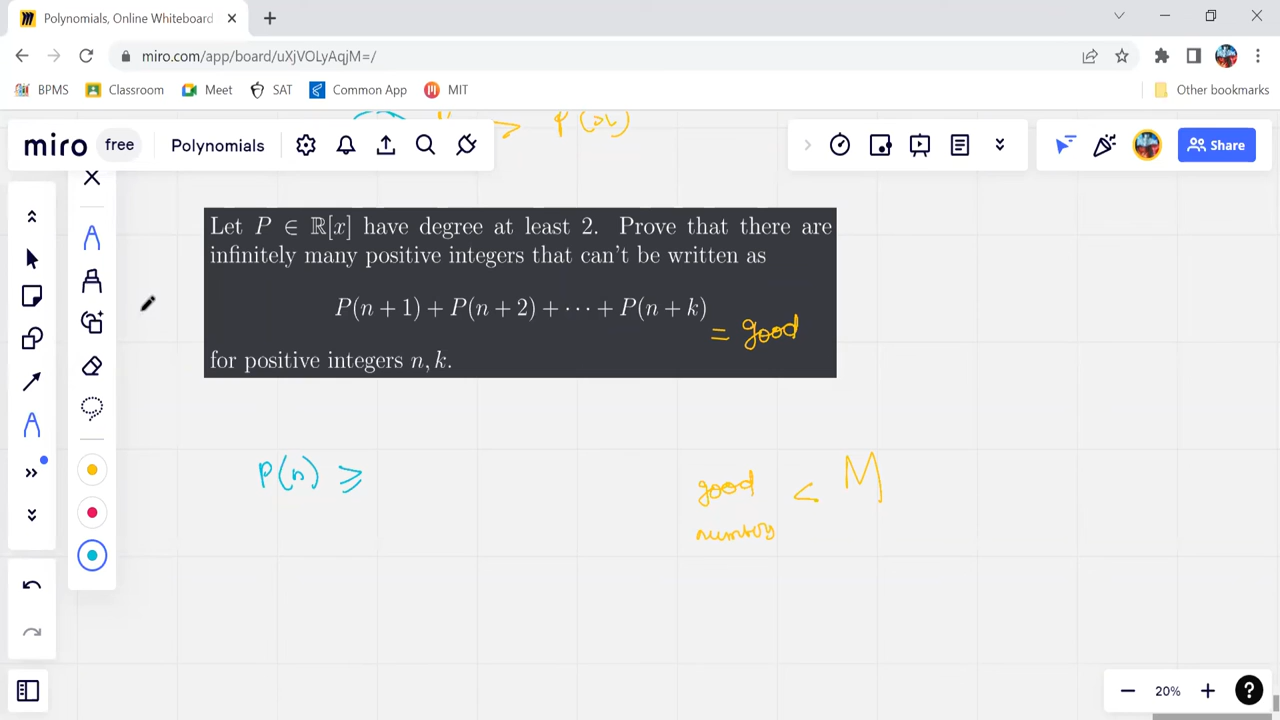 Polynomials, Online Whiteboard
miro.com/app/board/uXjVOLyAqjM=/
BPMS Classroom Meet SAT Common App MIT Other bookmarks
> P(x)
miro free Polynomials Share
Let P ∈ ℝ[x] have degree at least 2. Prove that there are
infinitely many positive integers that can't be written as
P(n + 1) + P(n + 2) + · · · + P(n + k)
= good
for positive integers n, k.
P(n) ⩾
good < M
numbers
20%